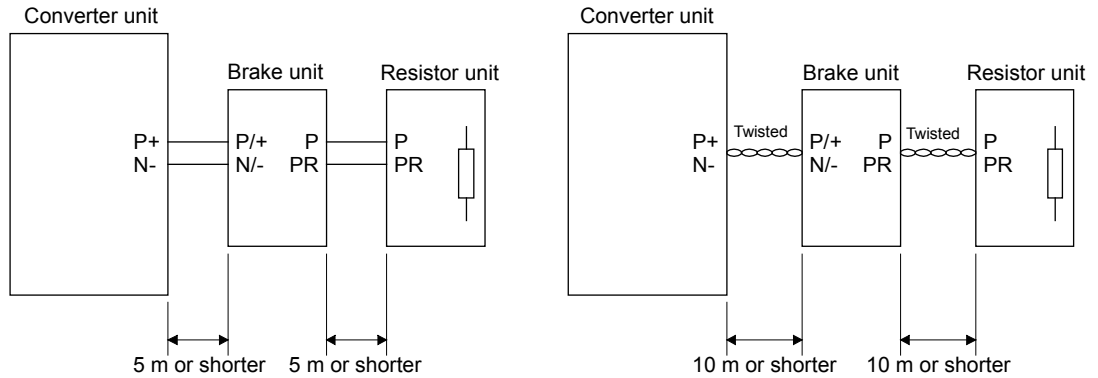 Converter unit
Brake unit
Resistor unit
P+
N-
P/+
N/-
P
PR
P
PR
5 m or shorter
5 m or shorter
Converter unit
Brake unit
Resistor unit
P+
N-
Twisted
P/+
N/-
P
PR
Twisted
P
PR
10 m or shorter
10 m or shorter